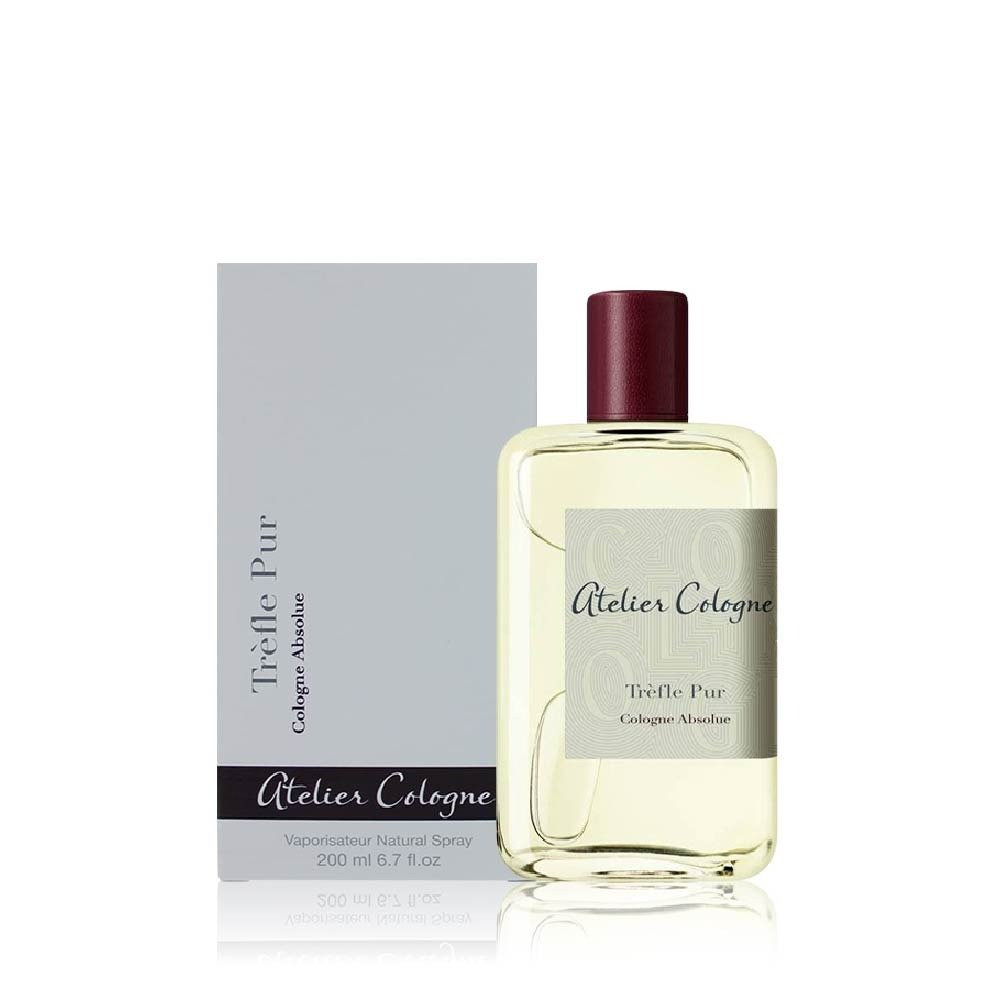 Trèfle Pur
Cologne Absolue
Atelier Cologne
Vaporisateur Natural Spray
200 ml 6.7 fl.oz
Atelier Cologne
Trèfle Pur
Cologne Absolue